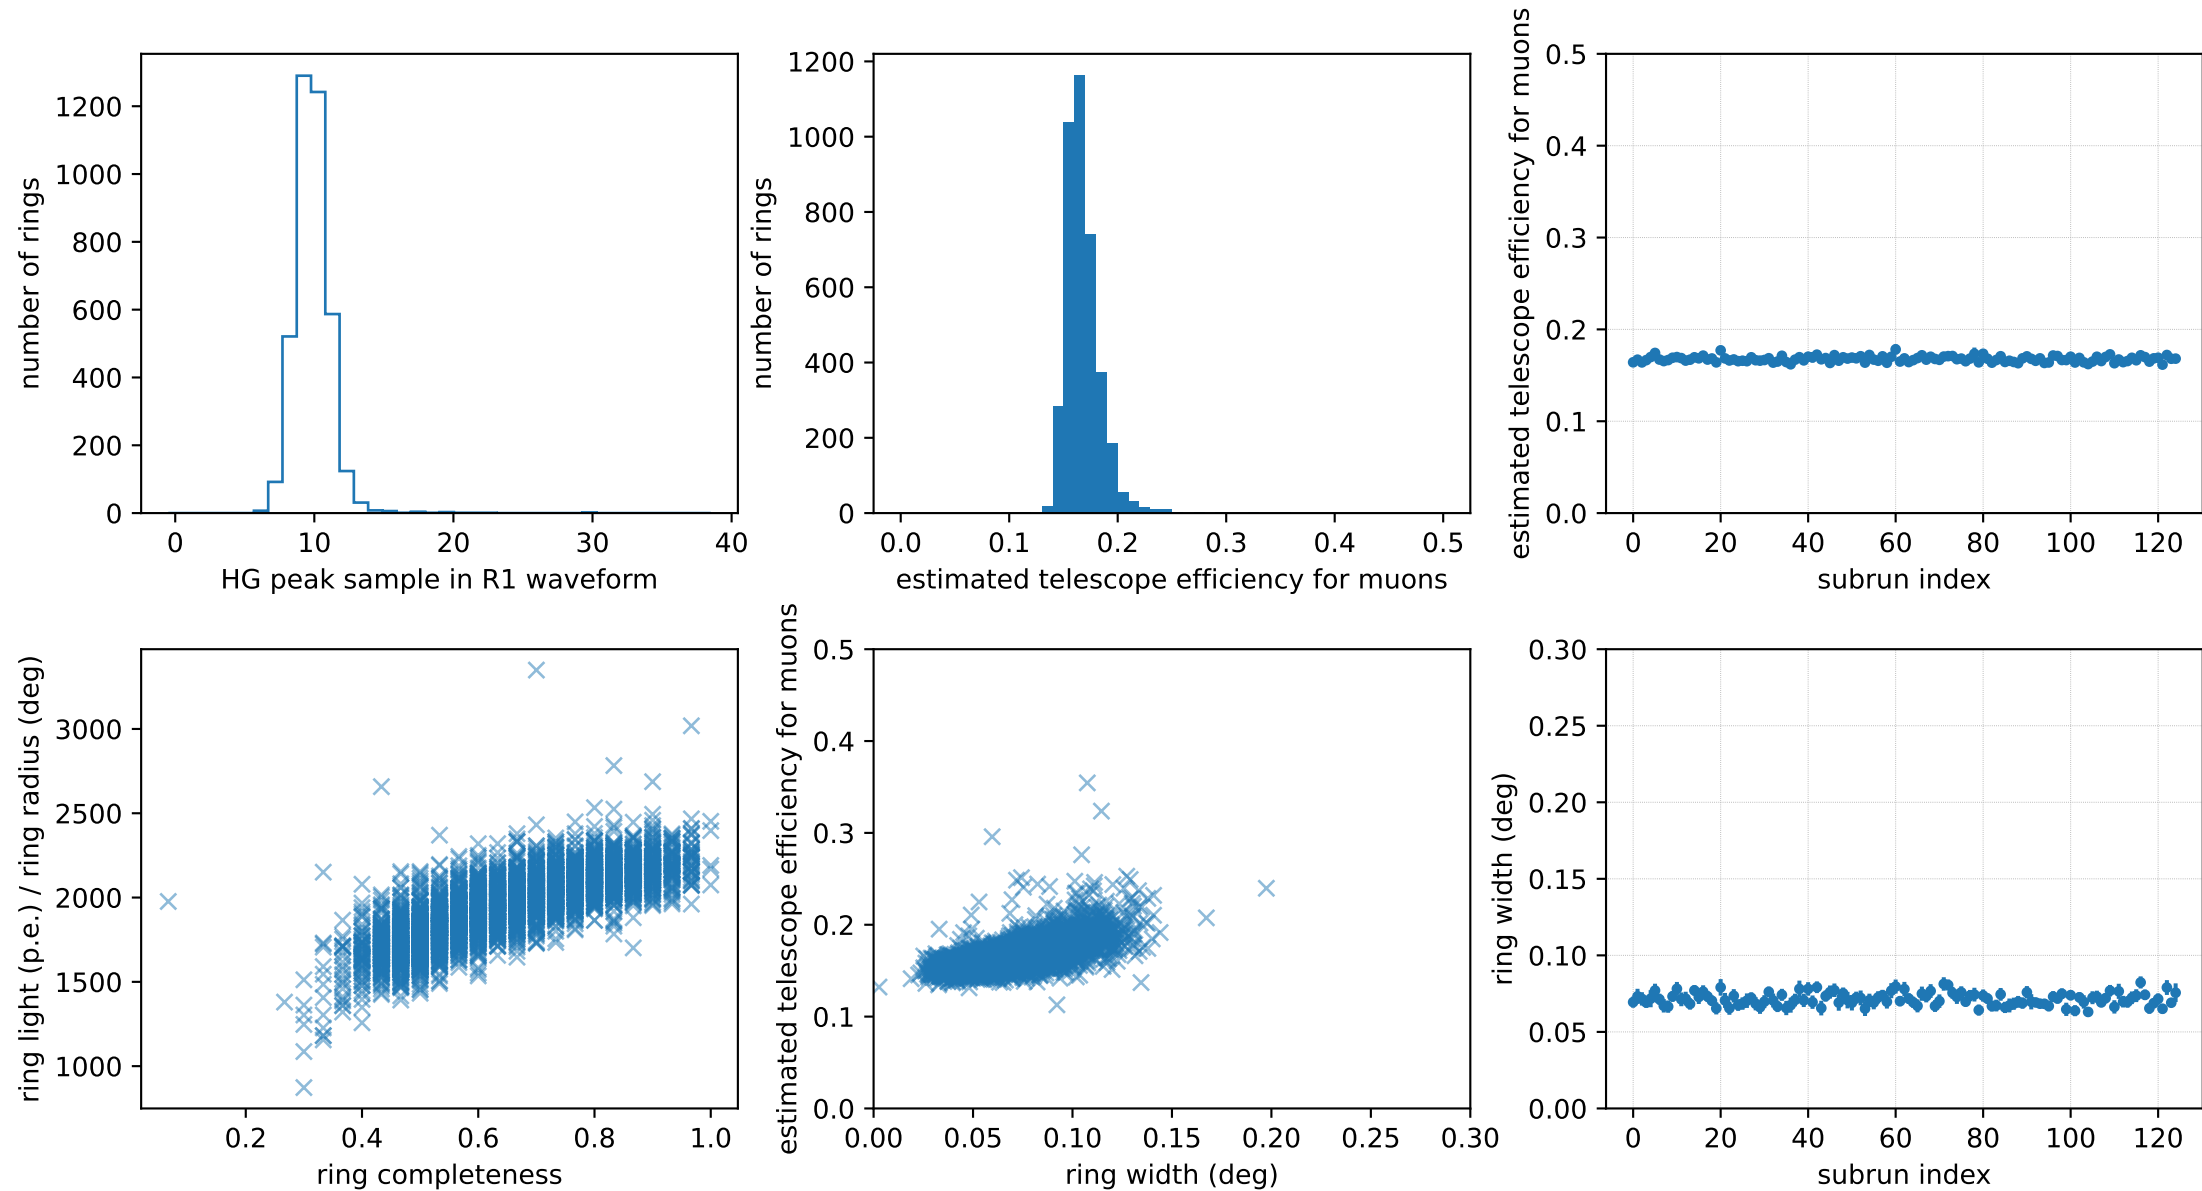 number of rings
1200
1000
800
600
400
200
0
0 10 20 30 40
HG peak sample in R1 waveform
number of rings
1200
1000
800
600
400
200
0
0.0 0.1 0.2 0.3 0.4 0.5
estimated telescope efficiency for muons
estimated telescope efficiency for muons
0.5
0.4
0.3
0.2
0.1
0.0
0 20 40 60 80 100 120
subrun index
ring light (p.e.) / ring radius (deg)
3000
2500
2000
1500
1000
0.2 0.4 0.6 0.8 1.0
ring completeness
estimated telescope efficiency for muons
0.5
0.4
0.3
0.2
0.1
0.0
0.00 0.05 0.10 0.15 0.20 0.25 0.30
ring width (deg)
ring width (deg)
0.30
0.25
0.20
0.15
0.10
0.05
0.00
0 20 40 60 80 100 120
subrun index